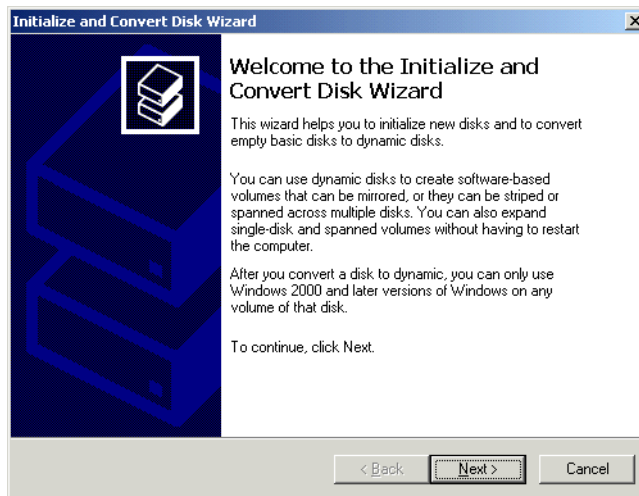 Initialize and Convert Disk Wizard
Welcome to the Initialize and
Convert Disk Wizard
This wizard helps you to initialize new disks and to convert
empty basic disks to dynamic disks.
You can use dynamic disks to create software-based
volumes that can be mirrored, or they can be striped or
spanned across multiple disks. You can also expand
single-disk and spanned volumes without having to restart
the computer.
After you convert a disk to dynamic, you can only use
Windows 2000 and later versions of Windows on any
volume of that disk.
To continue, click Next.
< Back Next > Cancel